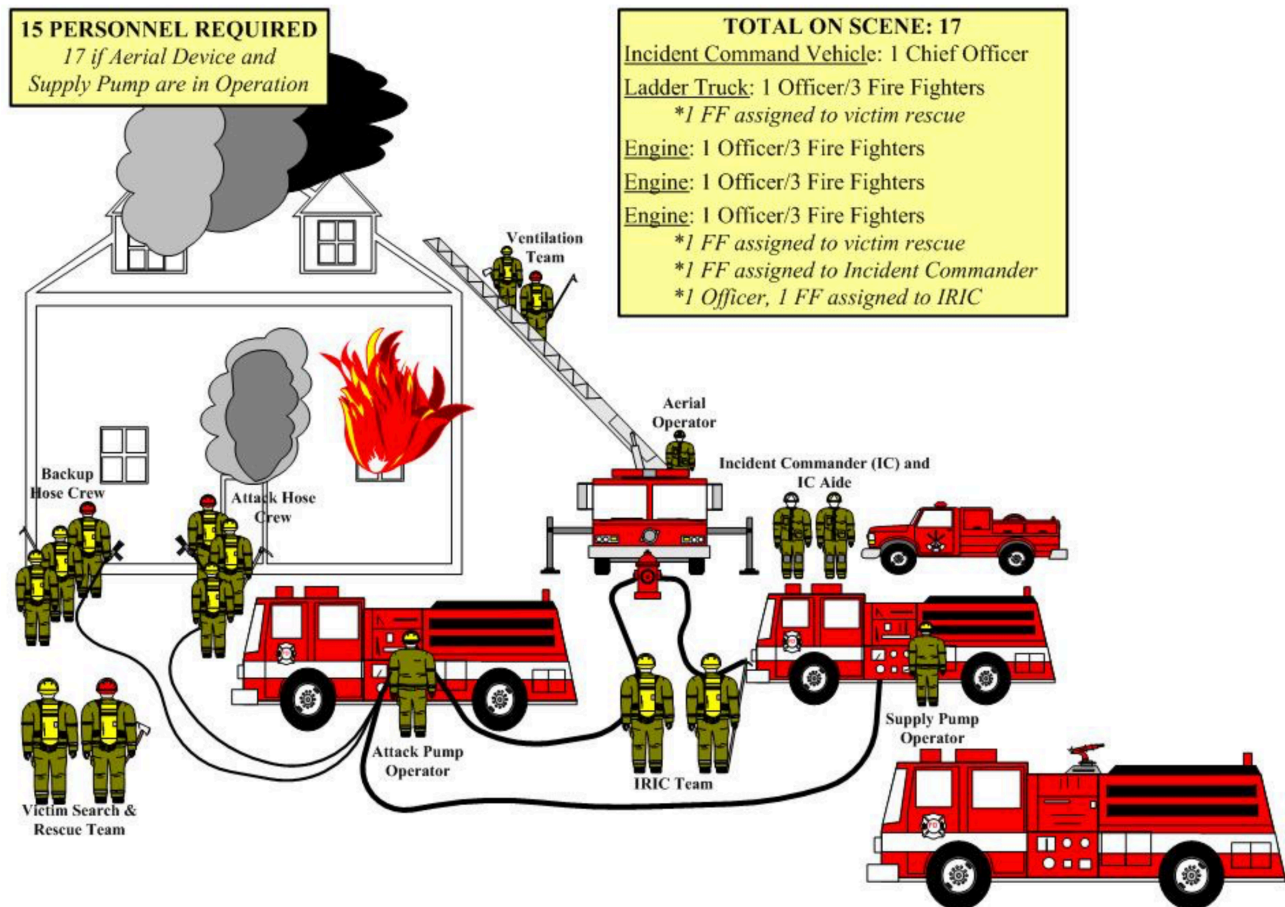 15 PERSONNEL REQUIRED
17 if Aerial Device and
Supply Pump are in Operation
TOTAL ON SCENE: 17
Incident Command Vehicle: 1 Chief Officer
Ladder Truck: 1 Officer/3 Fire Fighters
*1 FF assigned to victim rescue
Engine: 1 Officer/3 Fire Fighters
Engine: 1 Officer/3 Fire Fighters
Engine: 1 Officer/3 Fire Fighters
*1 FF assigned to victim rescue
*1 FF assigned to Incident Commander
*1 Officer, 1 FF assigned to IRIC
Ventilation
Team
Aerial
Operator
Incident Commander (IC) and
IC Aide
Backup
Hose Crew
Attack Hose
Crew
Attack Pump
Operator
IRIC Team
Supply Pump
Operator
Victim Search &
Rescue Team
FD